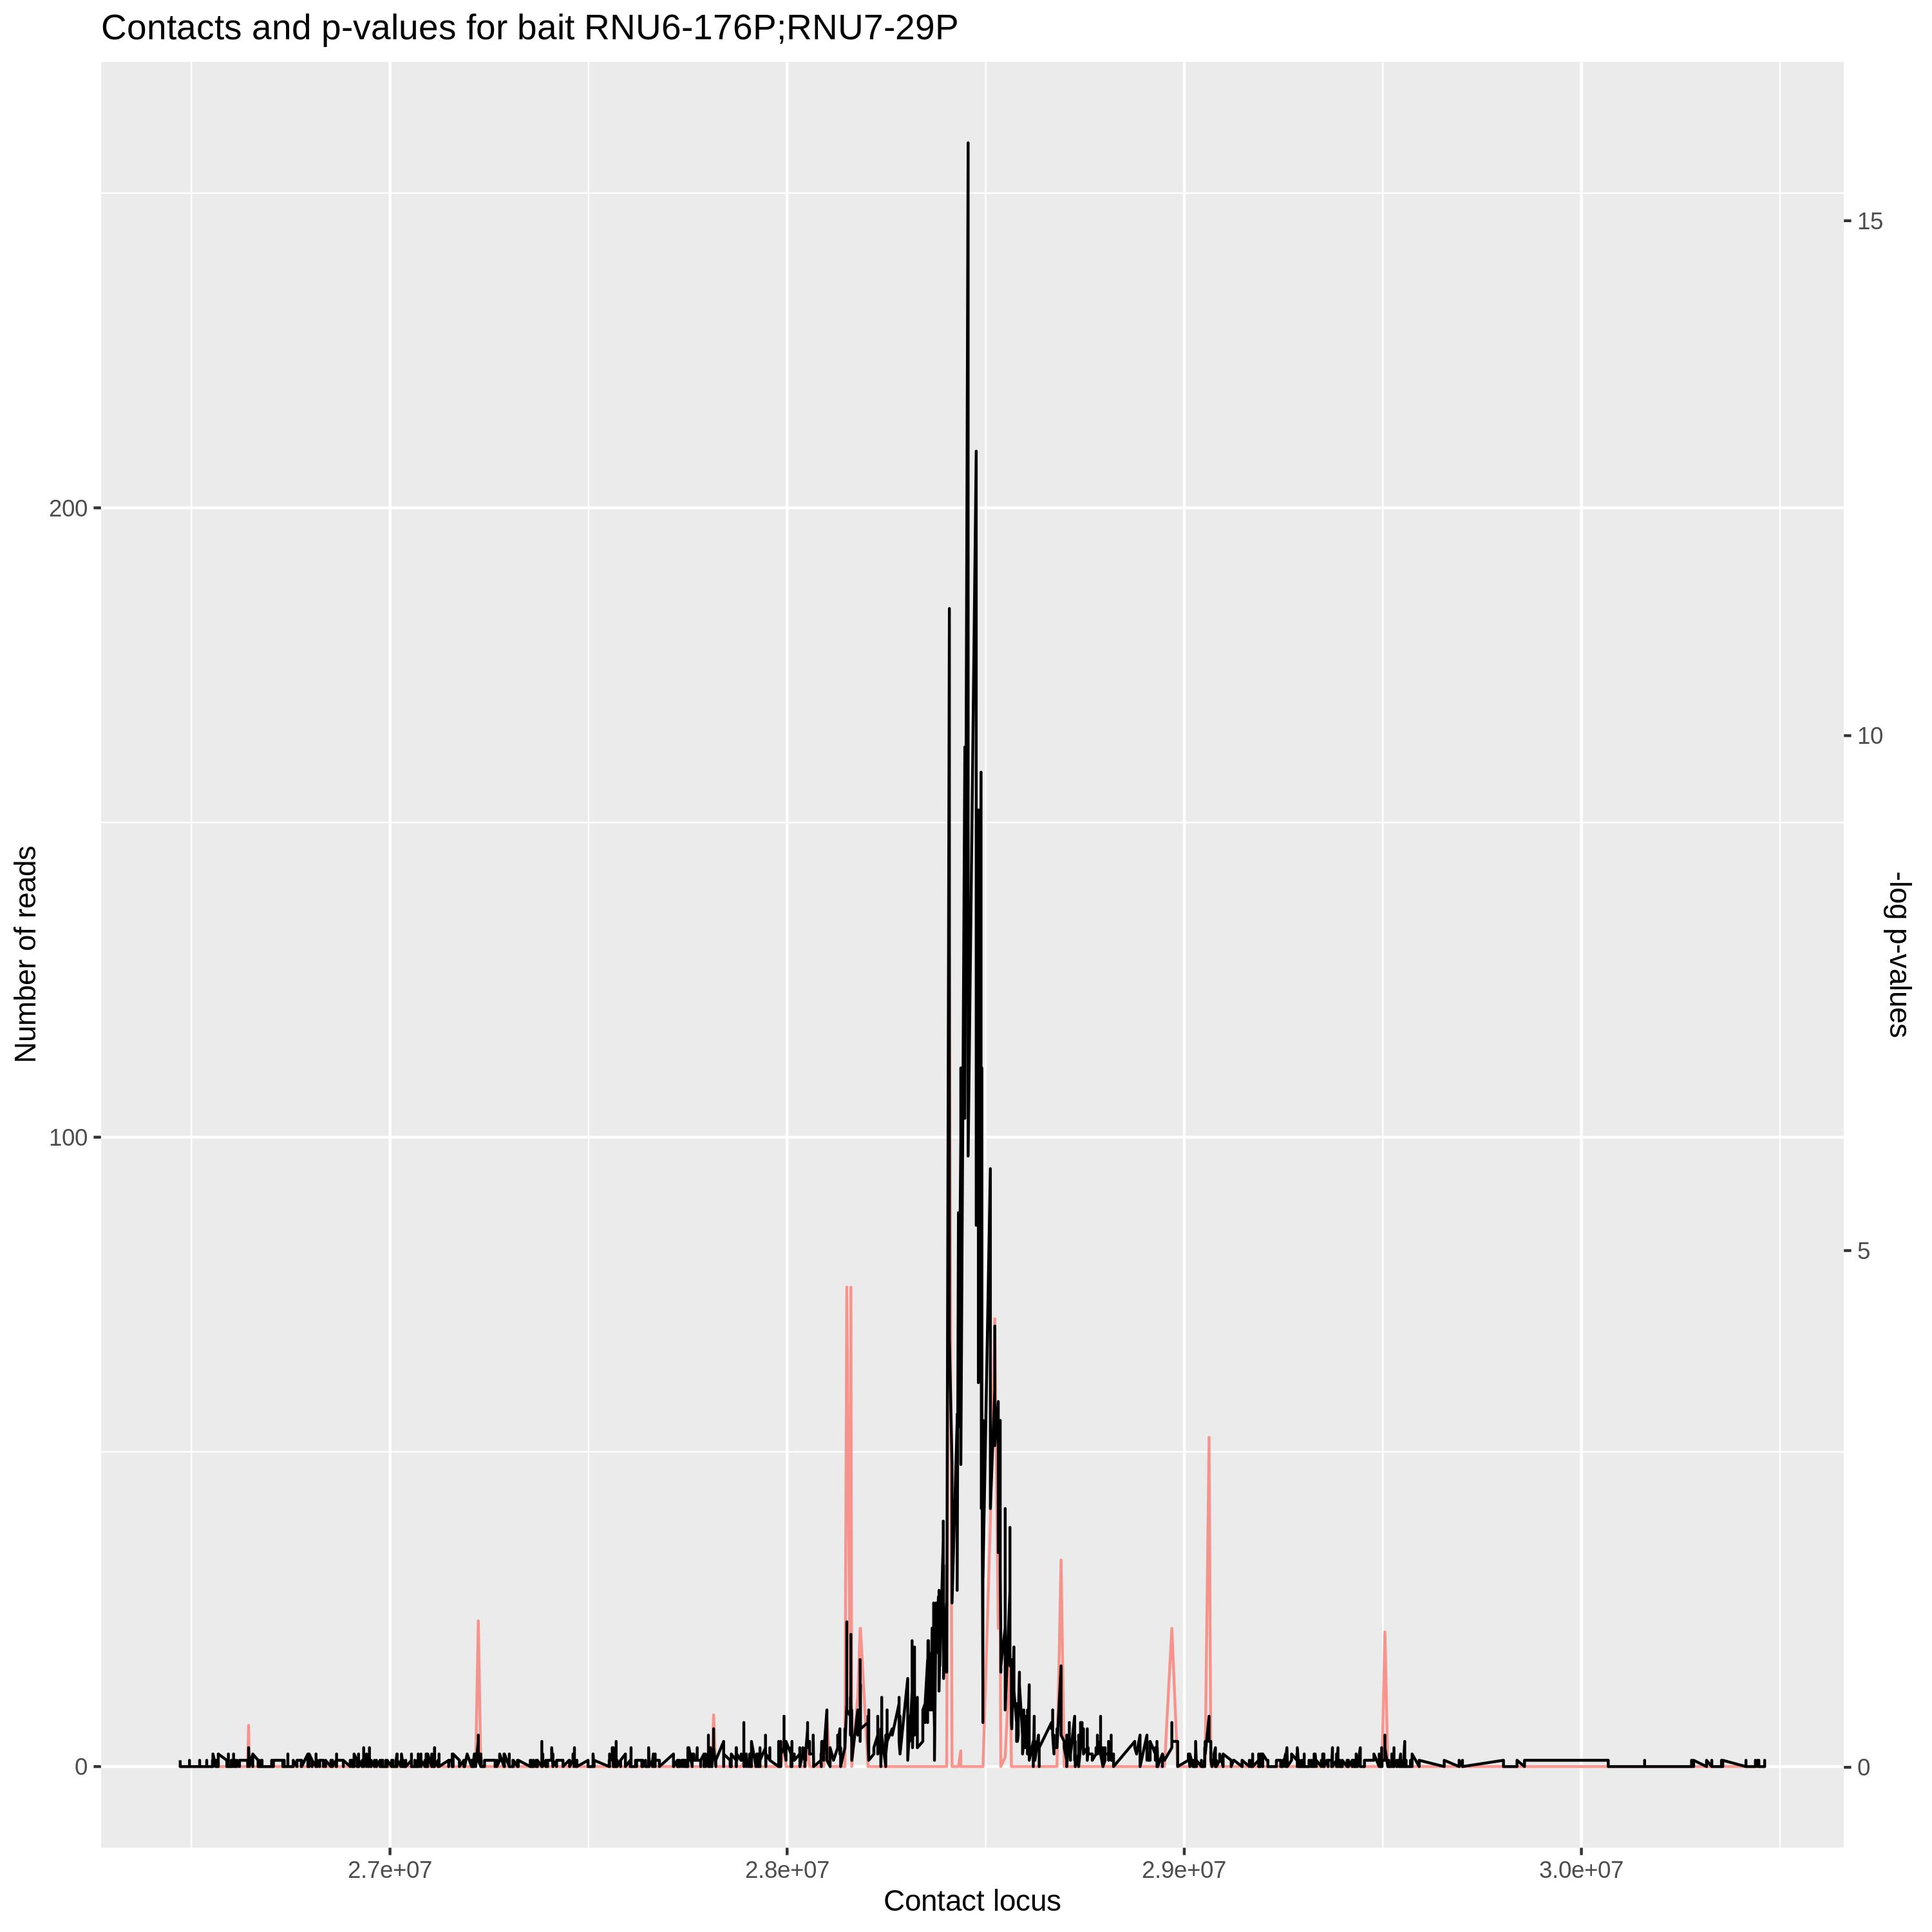 Contacts and p-values for bait RNU6-176P;RNU7-29P
Number of reads
200
100
0
15
10
5
0
-log p-values
2.7e+07 2.8e+07 2.9e+07 3.0e+07
Contact locus